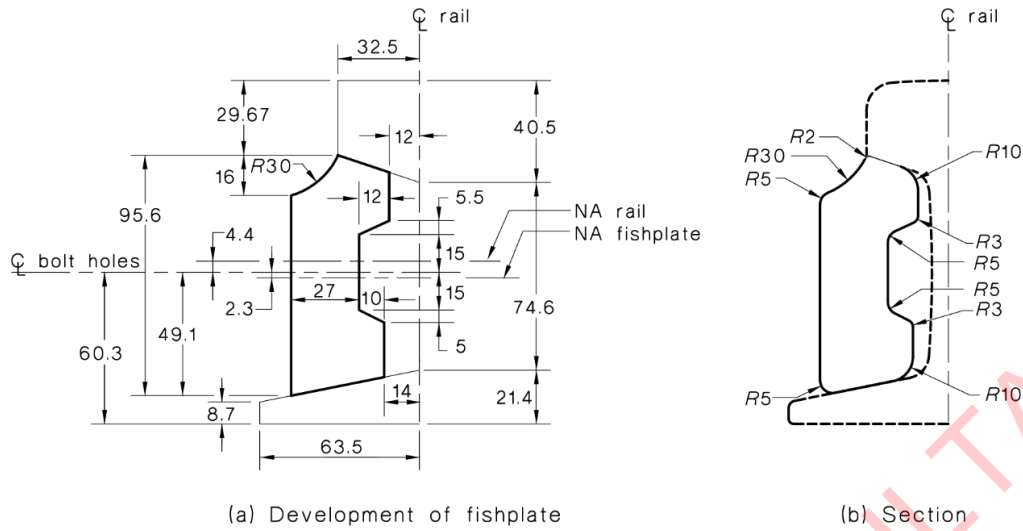 ℄ rail
32.5
29.67
12
40.5
R30
16
12
5.5
95.6
NA rail
15
NA fishplate
4.4
℄ bolt holes
27
10
15
2.3
74.6
49.1
60.3
5
8.7
14
21.4
63.5
(a) Development of fishplate
℄ rail
R2
R10
R30
R5
R3
R5
R5
R3
R5
R10
(b) Section